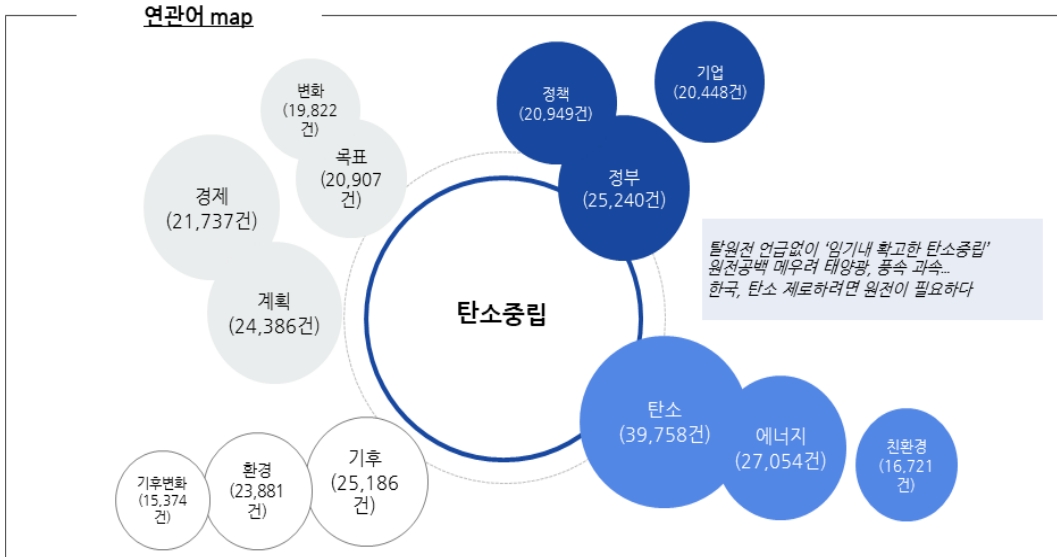 연관어 map
변화
(19,822
건)
목표
(20,907
건)
경제
(21,737건)
계획
(24,386건)
정책
(20,949건)
기업
(20,448건)
정부
(25,240건)
탈원전 언급없이 '임기내 확고한 탄소중립'
원전공백 메우려 태양광, 풍속 과속...
한국, 탄소 제로하려면 원전이 필요하다
탄소중립
탄소
(39,758건)
에너지
(27,054건)
친환경
(16,721
건)
기후
(25,186
건)
환경
(23,881
건)
기후변화
(15,374
건)